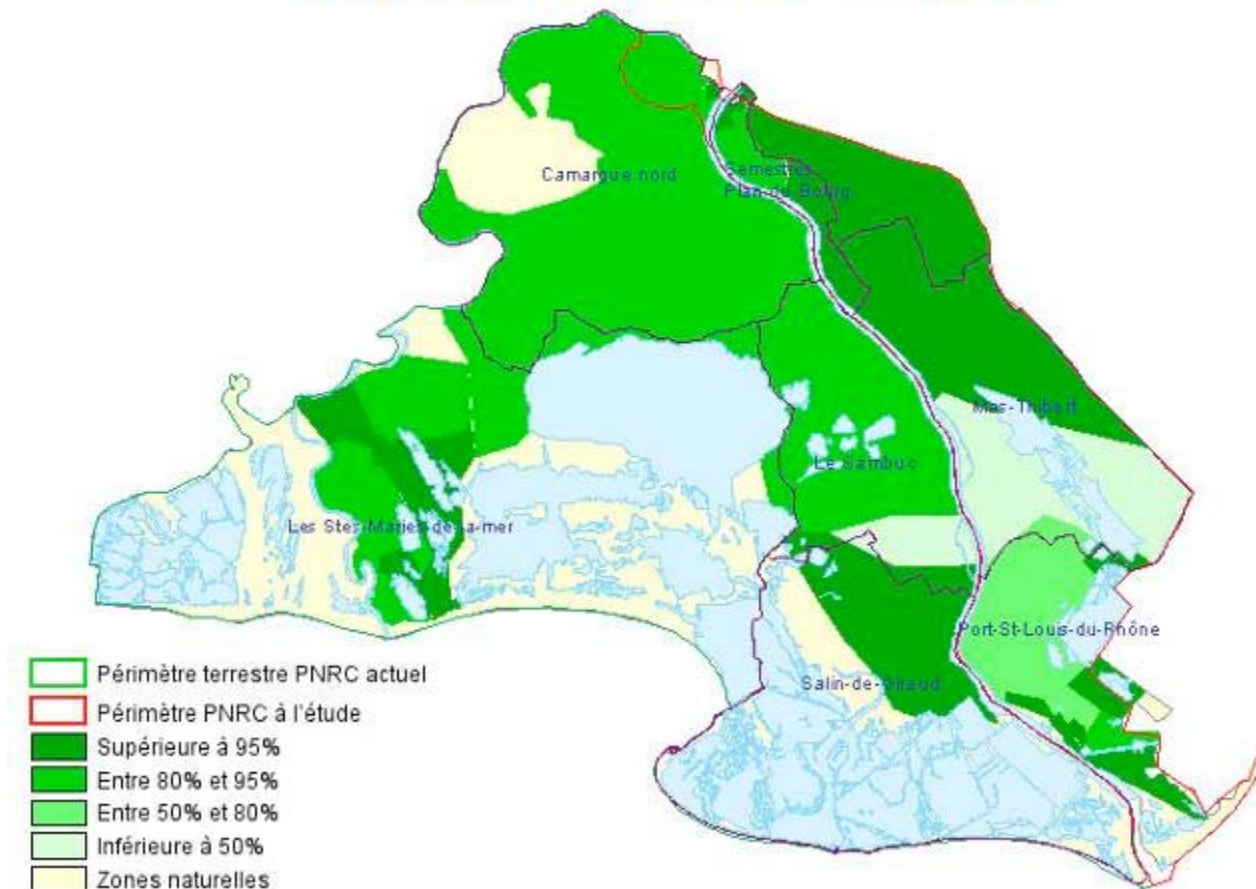 Camargue nord
Semestres
Plan-du-Bourg
Mas-Thibert
Le Sambuc
Les Stes-Maries-de-la-mer
Port-St-Louis-du-Rhône
Salin-de-Giraud
Périmètre terrestre PNRC actuel
Périmètre PNRC à l'étude
Supérieure à 95%
Entre 80% et 95%
Entre 50% et 80%
Inférieure à 50%
Zones naturelles